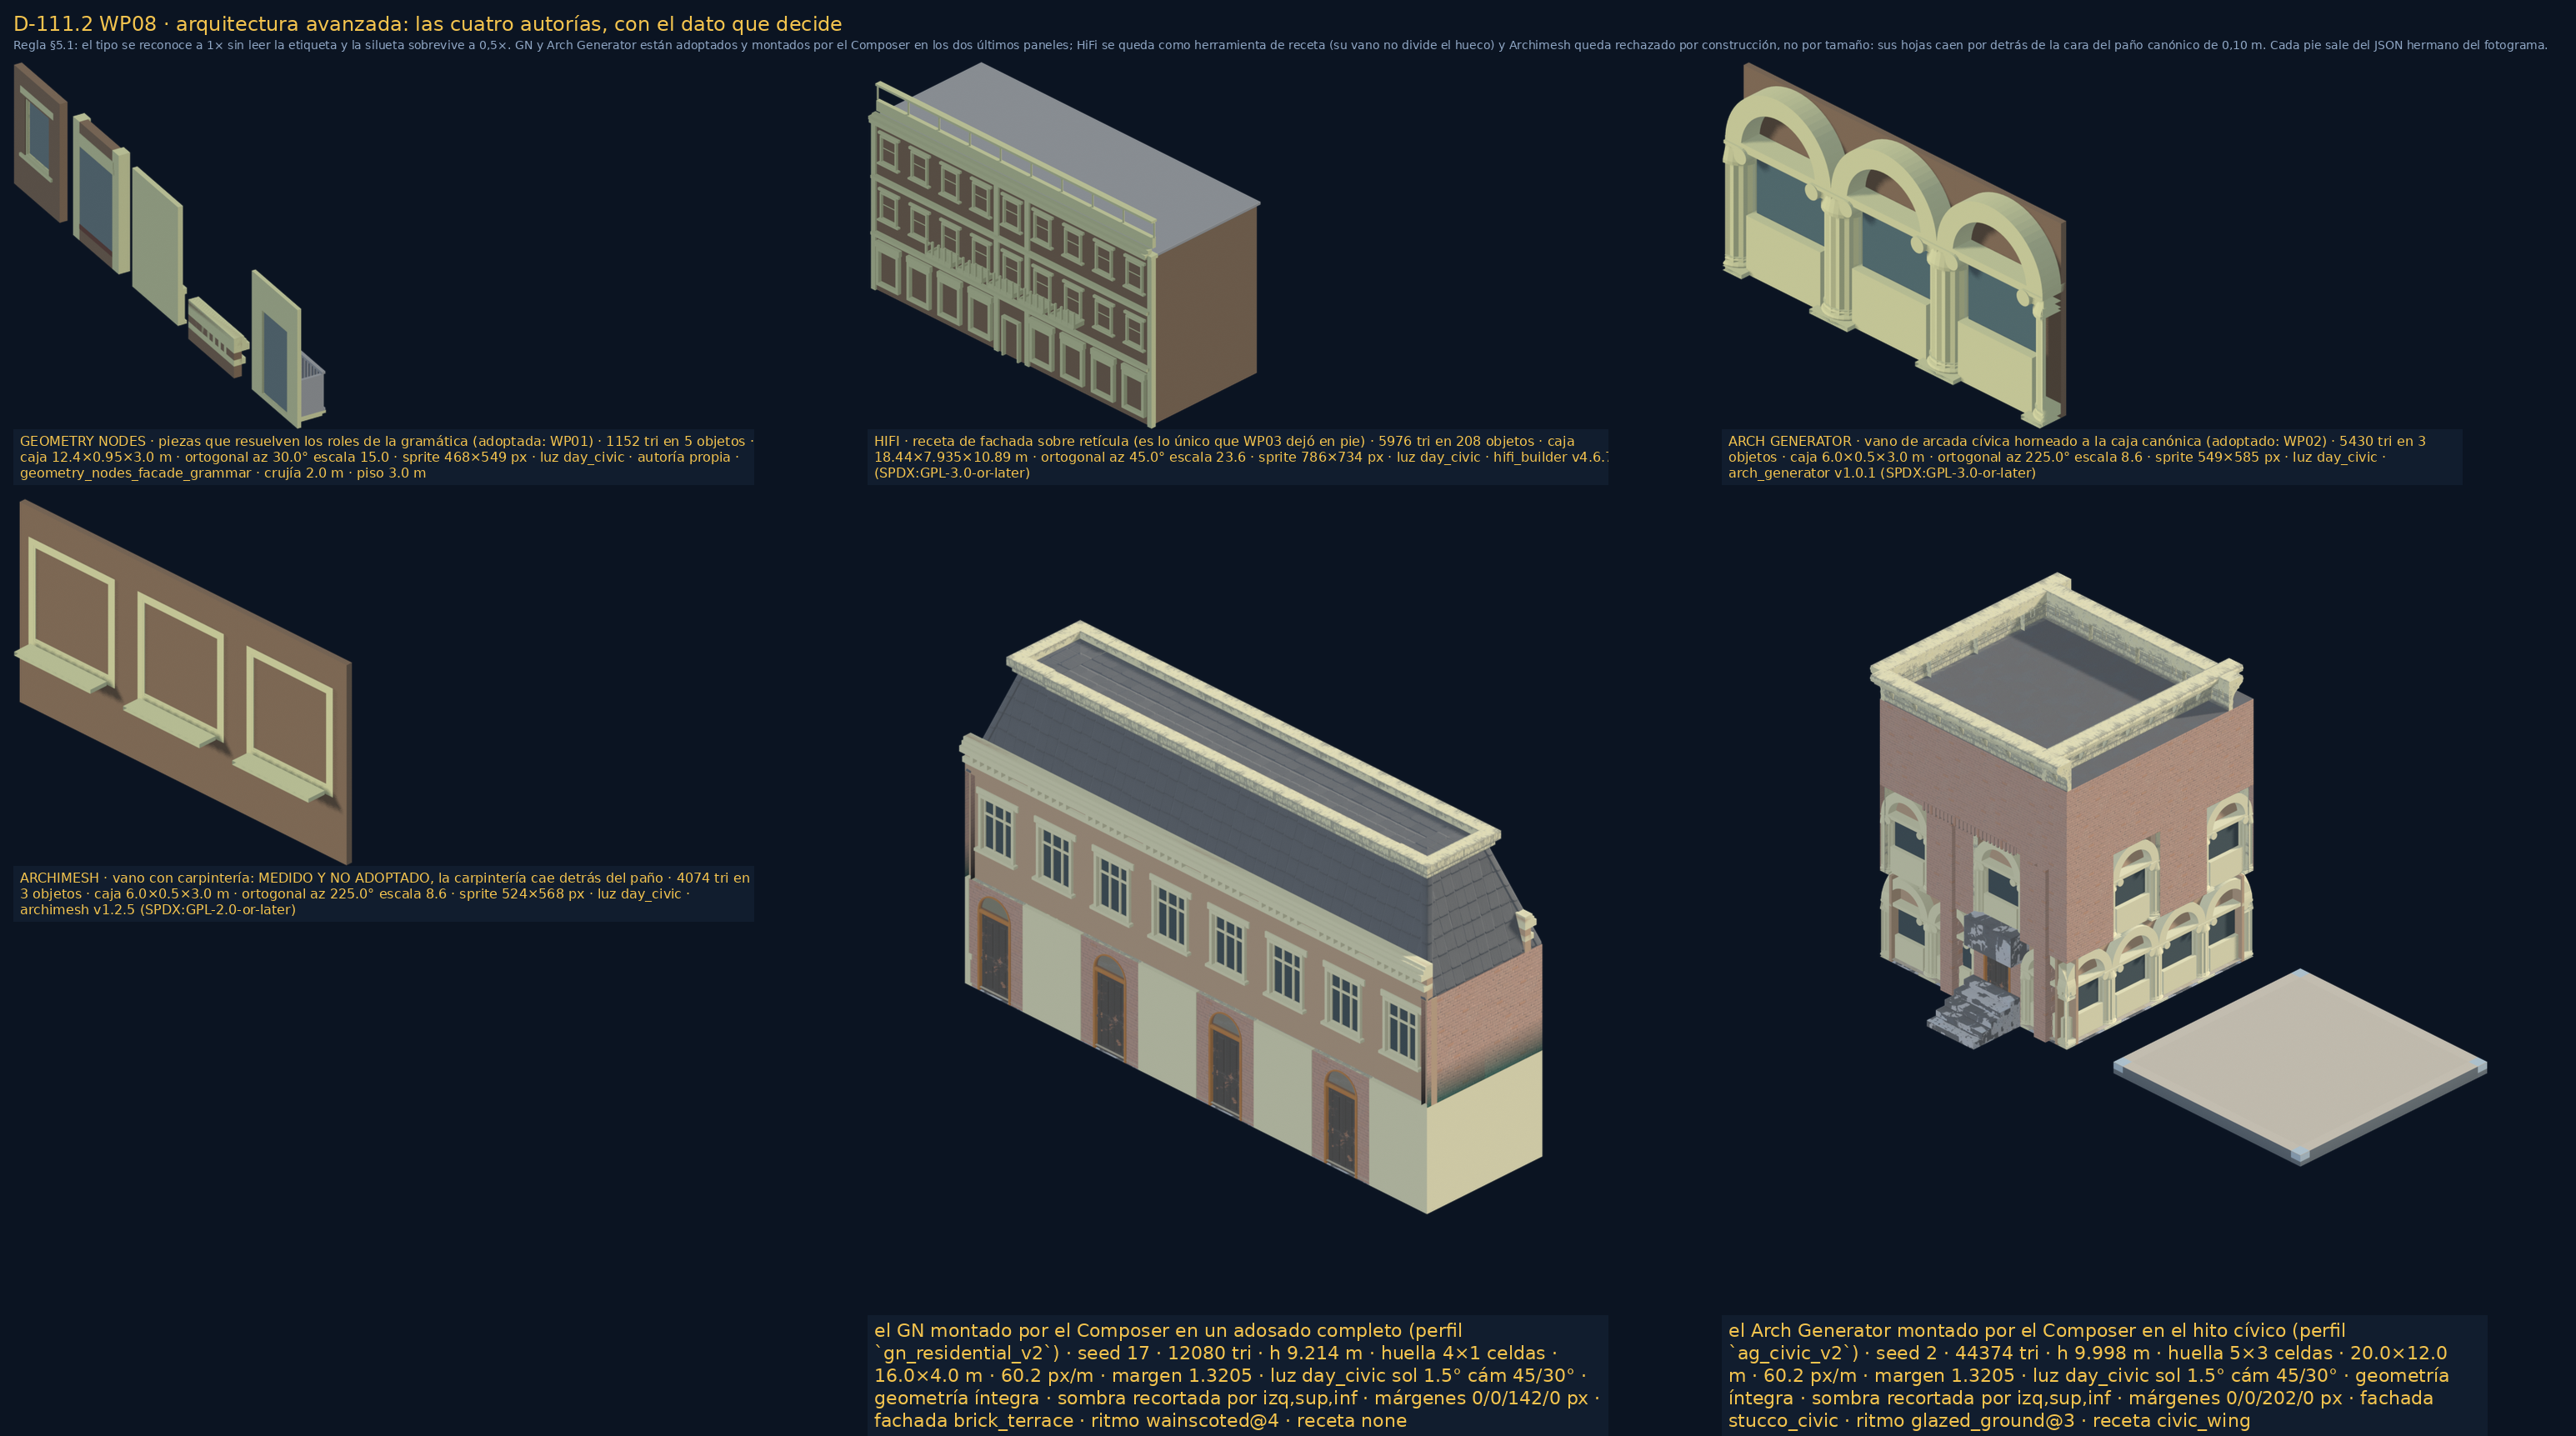 D-111.2 WP08 · arquitectura avanzada: las cuatro autorías, con el dato que decide
Regla §5.1: el tipo se reconoce a 1× sin leer la etiqueta y la silueta sobrevive a 0,5×. GN y Arch Generator están adoptados y montados por el Composer en los dos últimos paneles; HiFi se queda como herramienta de receta (su vano no divide el hueco) y Archimesh queda rechazado por construcción, no por tamaño: sus hojas caen por detrás de la cara del paño canónico de 0,10 m. Cada pie sale del JSON hermano del fotograma.
GEOMETRY NODES · piezas que resuelven los roles de la gramática (adoptada: WP01) · 1152 tri en 5 objetos ·
caja 12.4×0.95×3.0 m · ortogonal az 30.0° escala 15.0 · sprite 468×549 px · luz day_civic · autoría propia ·
geometry_nodes_facade_grammar · crujía 2.0 m · piso 3.0 m
HIFI · receta de fachada sobre retícula (es lo único que WP03 dejó en pie) · 5976 tri en 208 objetos · caja
18.44×7.935×10.89 m · ortogonal az 45.0° escala 23.6 · sprite 786×734 px · luz day_civic · hifi_builder v4.6.
(SPDX:GPL-3.0-or-later)
ARCH GENERATOR · vano de arcada cívica horneado a la caja canónica (adoptado: WP02) · 5430 tri en 3
objetos · caja 6.0×0.5×3.0 m · ortogonal az 225.0° escala 8.6 · sprite 549×585 px · luz day_civic ·
arch_generator v1.0.1 (SPDX:GPL-3.0-or-later)
ARCHIMESH · vano con carpintería: MEDIDO Y NO ADOPTADO, la carpintería cae detrás del paño · 4074 tri en
3 objetos · caja 6.0×0.5×3.0 m · ortogonal az 225.0° escala 8.6 · sprite 524×568 px · luz day_civic ·
archimesh v1.2.5 (SPDX:GPL-2.0-or-later)
el GN montado por el Composer en un adosado completo (perfil
`gn_residential_v2`) · seed 17 · 12080 tri · h 9.214 m · huella 4×1 celdas ·
16.0×4.0 m · 60.2 px/m · margen 1.3205 · luz day_civic sol 1.5° cám 45/30° ·
geometría íntegra · sombra recortada por izq,sup,inf · márgenes 0/0/142/0 px ·
fachada brick_terrace · ritmo wainscoted@4 · receta none
el Arch Generator montado por el Composer en el hito cívico (perfil
`ag_civic_v2`) · seed 2 · 44374 tri · h 9.998 m · huella 5×3 celdas · 20.0×12.0
m · 60.2 px/m · margen 1.3205 · luz day_civic sol 1.5° cám 45/30° · geometría
íntegra · sombra recortada por izq,sup,inf · márgenes 0/0/202/0 px · fachada
stucco_civic · ritmo glazed_ground@3 · receta civic_wing